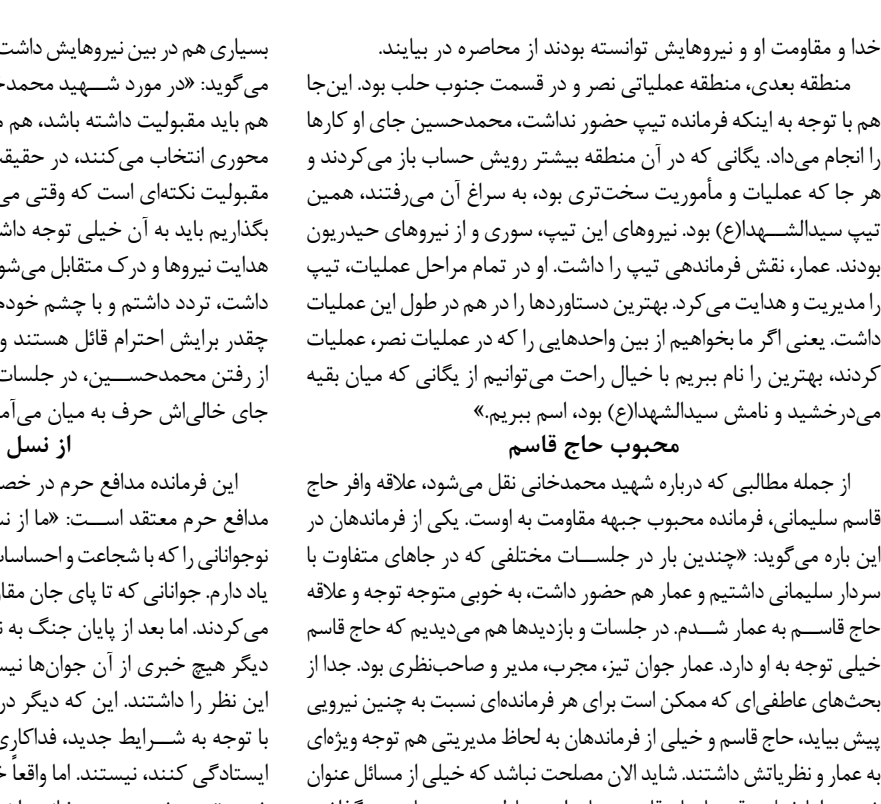 خدا و مقاومت او و نیروهایش توانسته بودند از محاصره در بیایند.
منطقه بعدی، منطقه عملیاتی نصر و در قسمت جنوب حلب بود. این‌جا
هم با توجه به اینکه فرمانده تیپ حضور نداشت، محمدحسین جای او کارها
را انجام می‌داد. یگانی که در آن منطقه بیشتر رویش حساب باز می‌کردند و
هر جا که عملیات و مأموریت سخت‌تری بود، به سراغ آن می‌رفتند، همین
تیپ سیدالشــهدا(ع) بود. نیروهای این تیپ، سوری و از نیروهای حیدریون
بودند. عمار، نقش فرماندهی تیپ را داشت. او در تمام مراحل عملیات، تیپ
را مدیریت و هدایت می‌کرد. بهترین دستاوردها را در هم در طول این عملیات
داشت. یعنی اگر ما بخواهیم از بین واحدهایی را که در عملیات نصر، عملیات
کردند، بهترین را نام ببریم با خیال راحت می‌توانیم از یگانی که میان بقیه
می‌درخشید و نامش سیدالشهدا(ع) بود، اسم ببریم.»
محبوب حاج قاسم
از جمله مطالبی که درباره شهید محمدخانی نقل می‌شود، علاقه وافر حاج
قاسم سلیمانی، فرمانده محبوب جبهه مقاومت به اوست. یکی از فرماندهان در
این باره می‌گوید: «چندین بار در جلســات مختلفی که در جاهای متفاوت با
سردار سلیمانی داشتیم و عمار هم حضور داشت، به خوبی متوجه توجه و علاقه
حاج قاســم به عمار شــدم. در جلسات و بازدیدها هم می‌دیدیم که حاج قاسم
خیلی توجه به او دارد. عمار جوان تیز، مجرب، مدیر و صاحب‌نظری بود. جدا از
بحث‌های عاطفی‌ای که ممکن است برای هر فرمانده‌ای نسبت به چنین نیرویی
پیش بیاید، حاج قاسم و خیلی از فرماندهان به لحاظ مدیریتی هم توجه ویژه‌ای
به عمار و نظریاتش داشتند. شاید الان مصلحت نباشد که خیلی از مسائل عنوان
بسیاری هم در بین نیروهایش داشت
می‌گوید: «در مورد شــهید محمدح
هم باید مقبولیت داشته باشد، هم م
محوری انتخاب می‌کنند، در حقیقت
مقبولیت نکته‌ای است که وقتی می
بگذاریم باید به آن خیلی توجه داش
هدایت نیروها و درک متقابل می‌شو
داشت، تردد داشتم و با چشم خودم
چقدر برایش احترام قائل هستند و
از رفتن محمدحســین، در جلسات
جای خالی‌اش حرف به میان می‌آم
از نسل
این فرمانده مدافع حرم در خص
مدافع حرم معتقد اســت: «ما از نس
نوجوانانی را که با شجاعت و احساسات
یاد دارم. جوانانی که تا پای جان مقاو
می‌کردند. اما بعد از پایان جنگ به ن
دیگر هیچ خبری از آن جوان‌ها نیس
این نظر را داشتند. این که دیگر در
با توجه به شــرایط جدید، فداکاری
ایستادگی کنند، نیستند. اما واقعاً خ